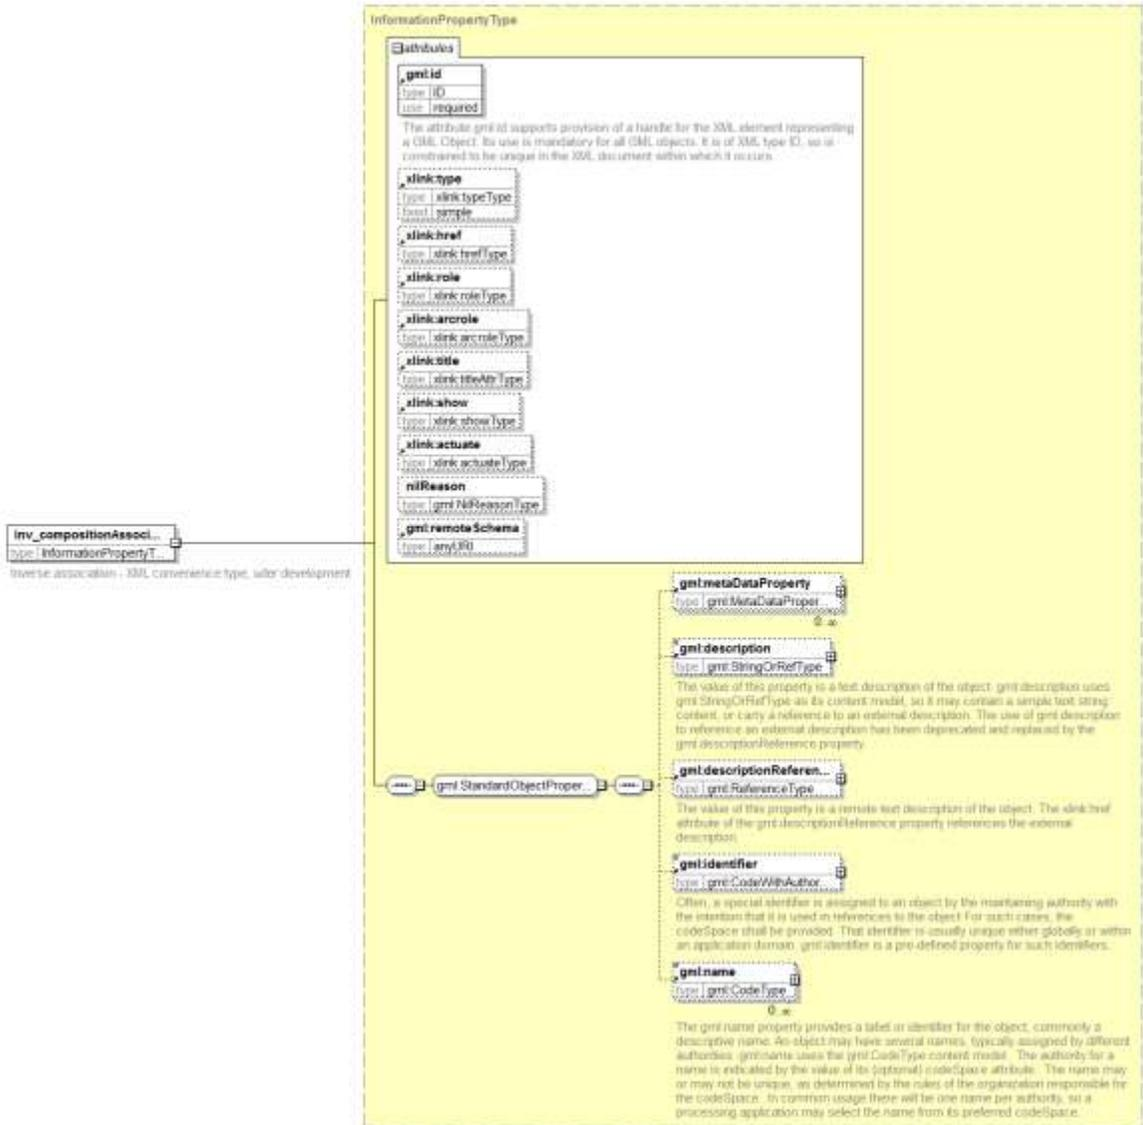 InformationPropertyType
attributes
gml:id
type ID
use required
The attribute gml:id supports provision of a handle for the XML element representing
a GML Object. Its use is mandatory for all GML objects. It is of XML type ID, so is
constrained to be unique in the XML document within which it occurs.
xlink:type
type xlink:typeType
fixed simple
xlink:href
type xlink:hrefType
xlink:role
type xlink:roleType
xlink:arcrole
type xlink:arcroleType
xlink:title
type xlink:titleAttrType
xlink:show
type xlink:showType
xlink:actuate
type xlink:actuateType
nilReason
type gml:NilReasonType
gml:remoteSchema
type anyURI
inv_compositionAssoci...
type InformationPropertyT...
Inverse association - XML convenience type, uder development
gml:metaDataProperty
type gml:MetaDataProper...
0..∞
gml:description
type gml:StringOrRefType
The value of this property is a text description of the object. gml:description uses
gml:StringOrRefType as its content model, so it may contain a simple text string
content, or carry a reference to an external description. The use of gml:description
to reference an external description has been deprecated and replaced by the
gml:descriptionReference property.
gml:StandardObjectProper...
gml:descriptionReferen...
type gml:ReferenceType
The value of this property is a remote text description of the object. The xlink:href
attribute of the gml:descriptionReference property references the external
description.
gml:identifier
type gml:CodeWithAuthor...
Often, a special identifier is assigned to an object by the maintaining authority with
the intention that it is used in references to the object For such cases, the
codeSpace shall be provided. That identifier is usually unique either globally or within
an application domain. gml:identifier is a pre-defined property for such identifiers.
gml:name
type gml:CodeType
0..∞
The gml:name property provides a label or identifier for the object, commonly a
descriptive name. An object may have several names, typically assigned by different
authorities. gml:name uses the gml:CodeType content model. The authority for a
name is indicated by the value of its (optional) codeSpace attribute. The name may
or may not be unique, as determined by the rules of the organization responsible for
the codeSpace. In common usage there will be one name per authority, so a
processing application may select the name from its preferred codeSpace.